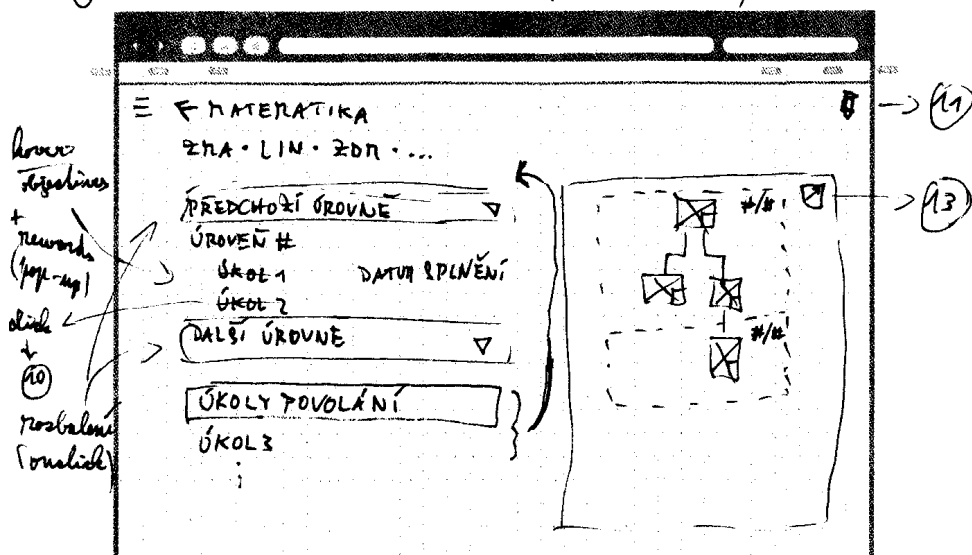 ☰ ← MATEMATIKA
→ 11
ZMA · LIN · ZDM · ...
hover
objectives
+
rewards
(pop-up)
click
↓
10
rozbalení
(onclick)
PŘEDCHOZÍ ÚROVNĚ ▽
ÚROVEŇ #
ÚKOL 1 DATUM SPLNĚNÍ
ÚKOL 2
DALŠÍ ÚROVNĚ ▽
ÚKOLY POVOLÁNÍ
ÚKOL 3
⋮
#/#
→ 13
#/#